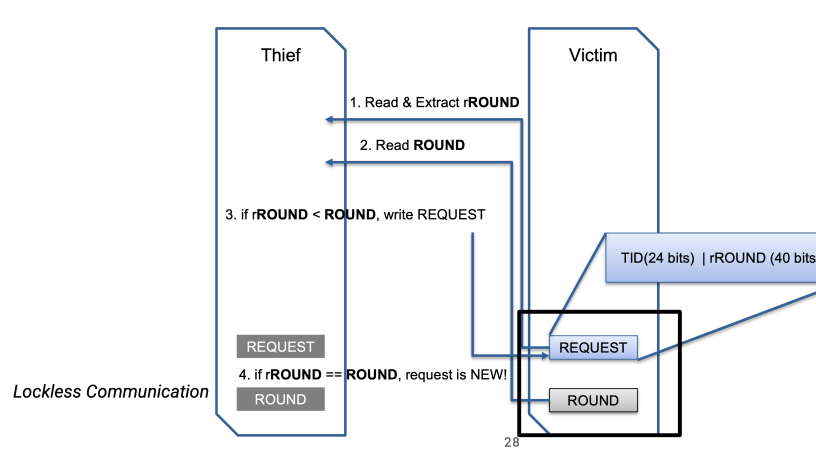 Thief
Victim
1. Read & Extract rROUND
2. Read ROUND
3. if rROUND < ROUND, write REQUEST
TID(24 bits) | rROUND (40 bits
REQUEST
REQUEST
4. if rROUND == ROUND, request is NEW!
Lockless Communication
ROUND
ROUND
28